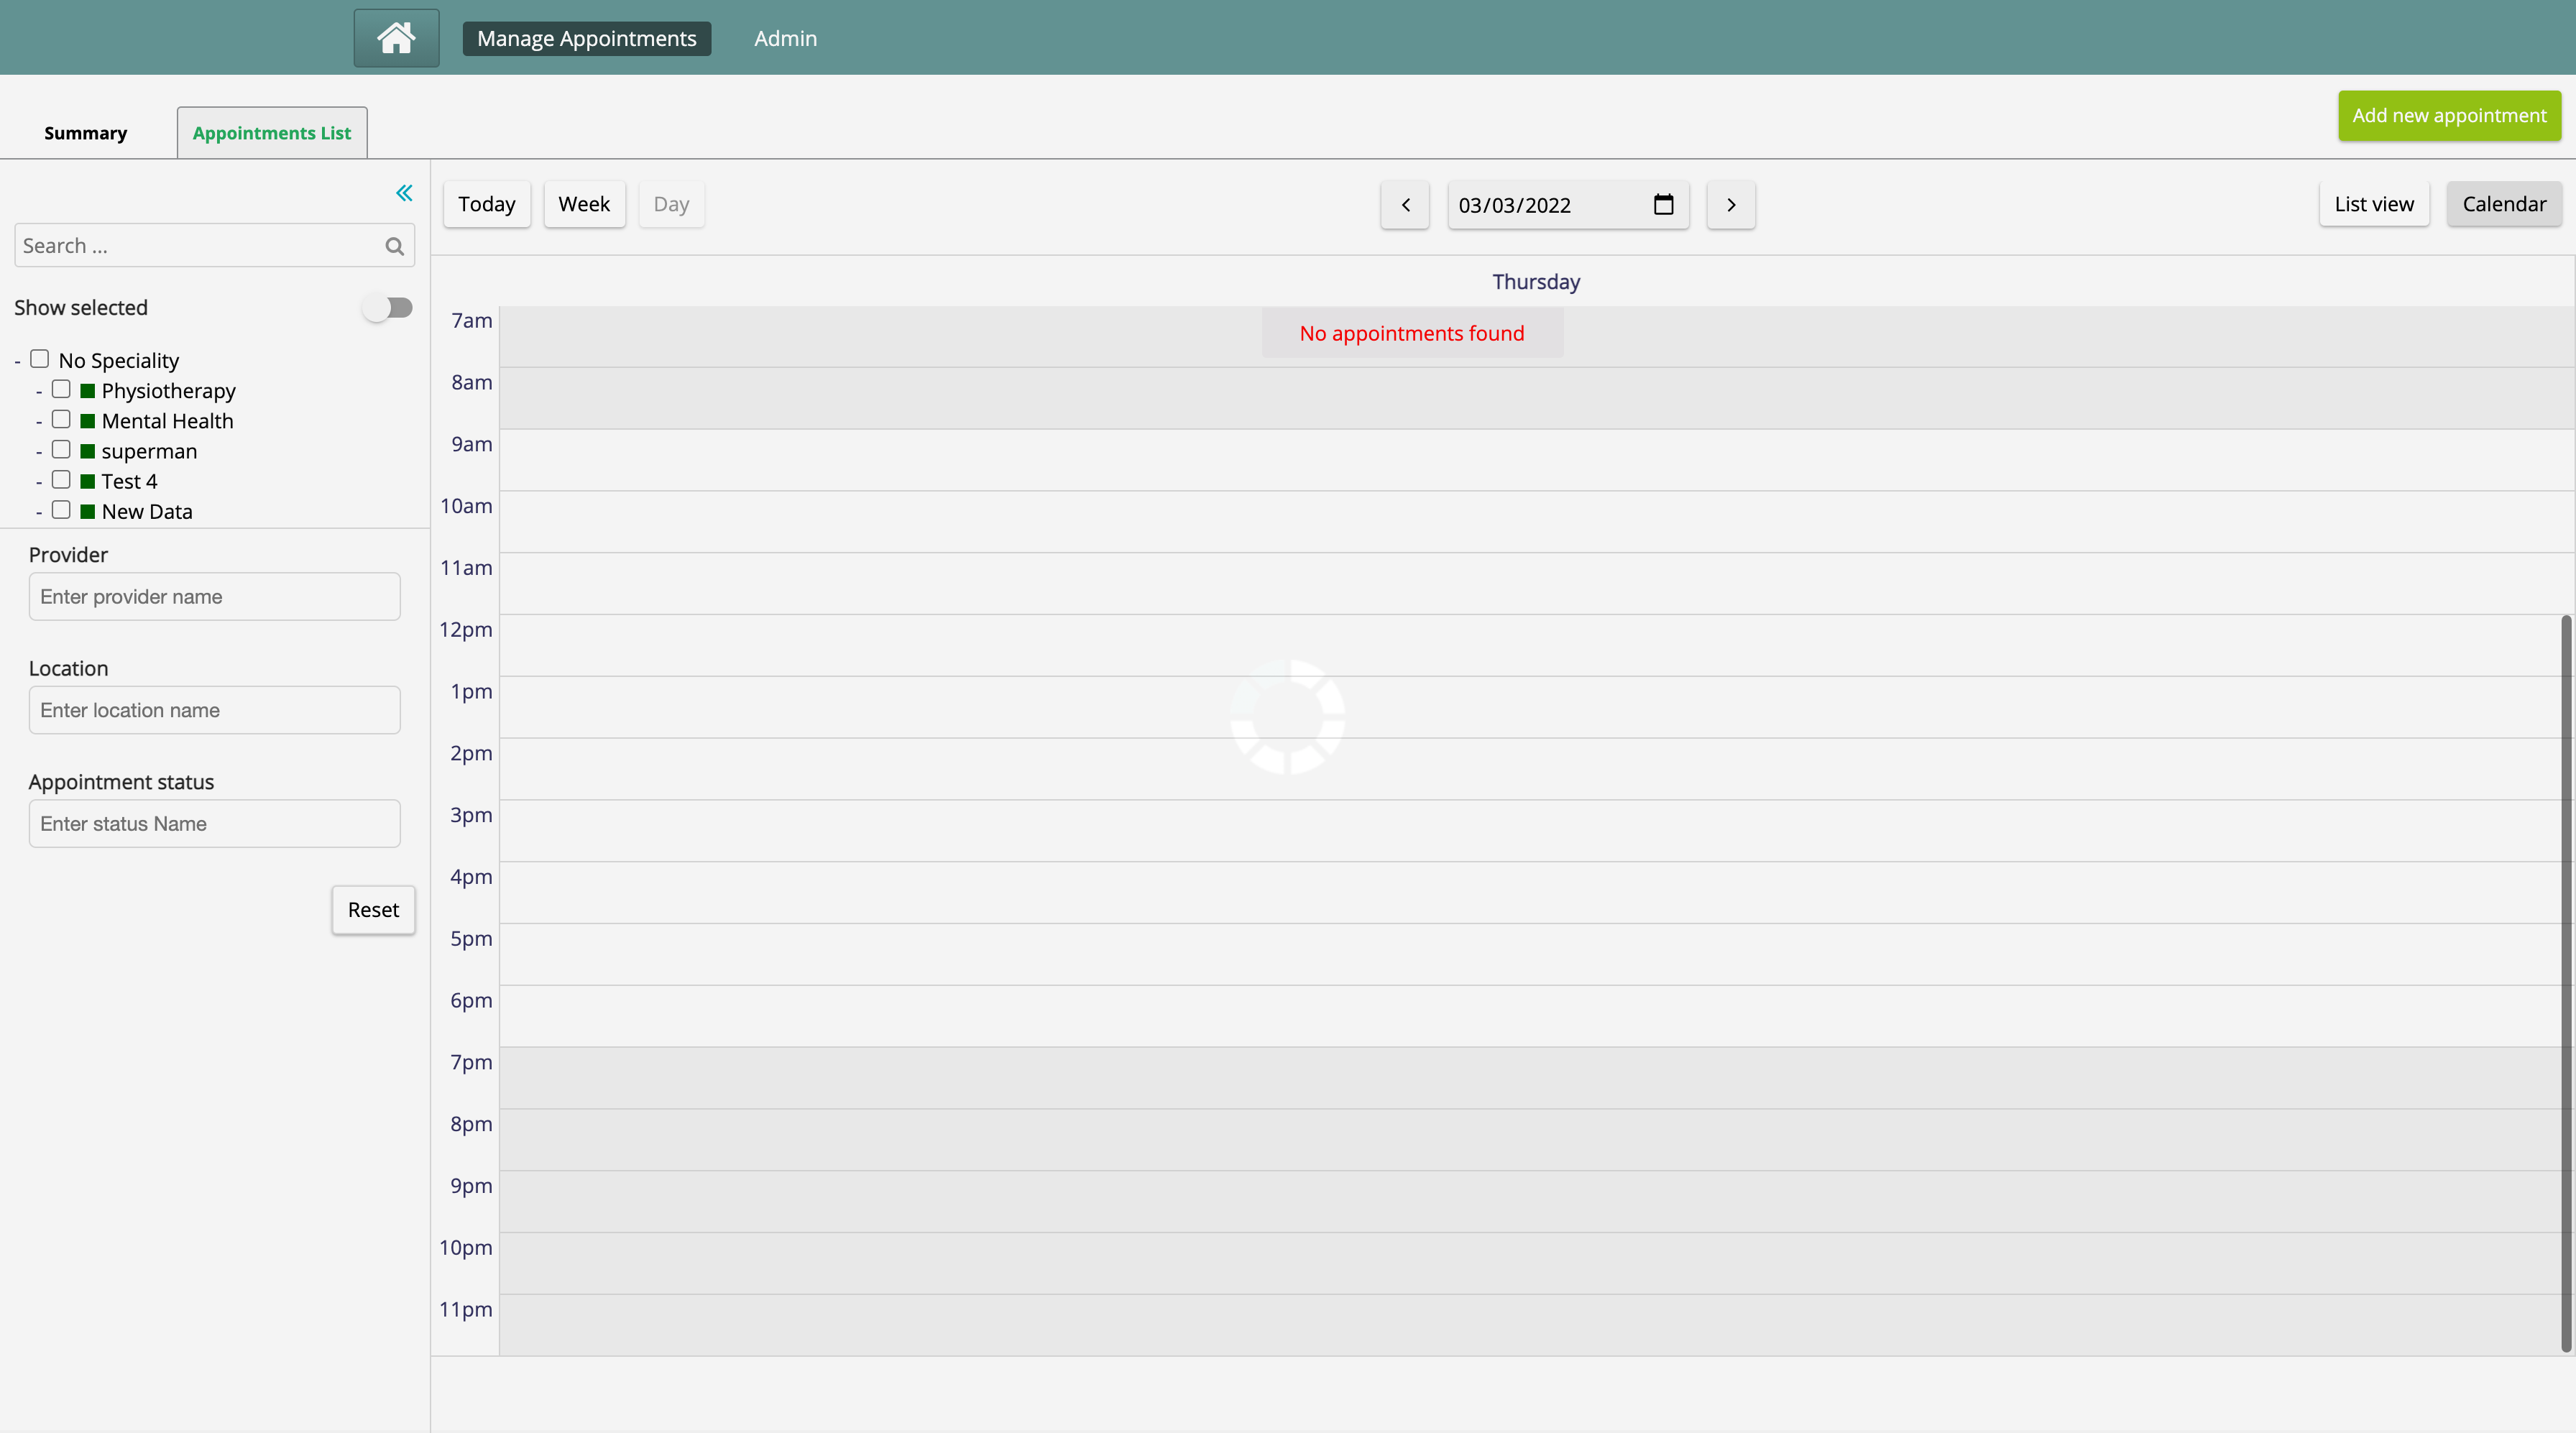 Manage Appointments Admin
Summary Appointments List Add new appointment
Today Week Day 03/03/2022 List view Calendar
Search ...
Show selected
- No Speciality
- Physiotherapy
- Mental Health
- superman
- Test 4
- New Data
Provider
Enter provider name
Location
Enter location name
Appointment status
Enter status Name
Reset
Thursday
No appointments found
7am
8am
9am
10am
11am
12pm
1pm
2pm
3pm
4pm
5pm
6pm
7pm
8pm
9pm
10pm
11pm